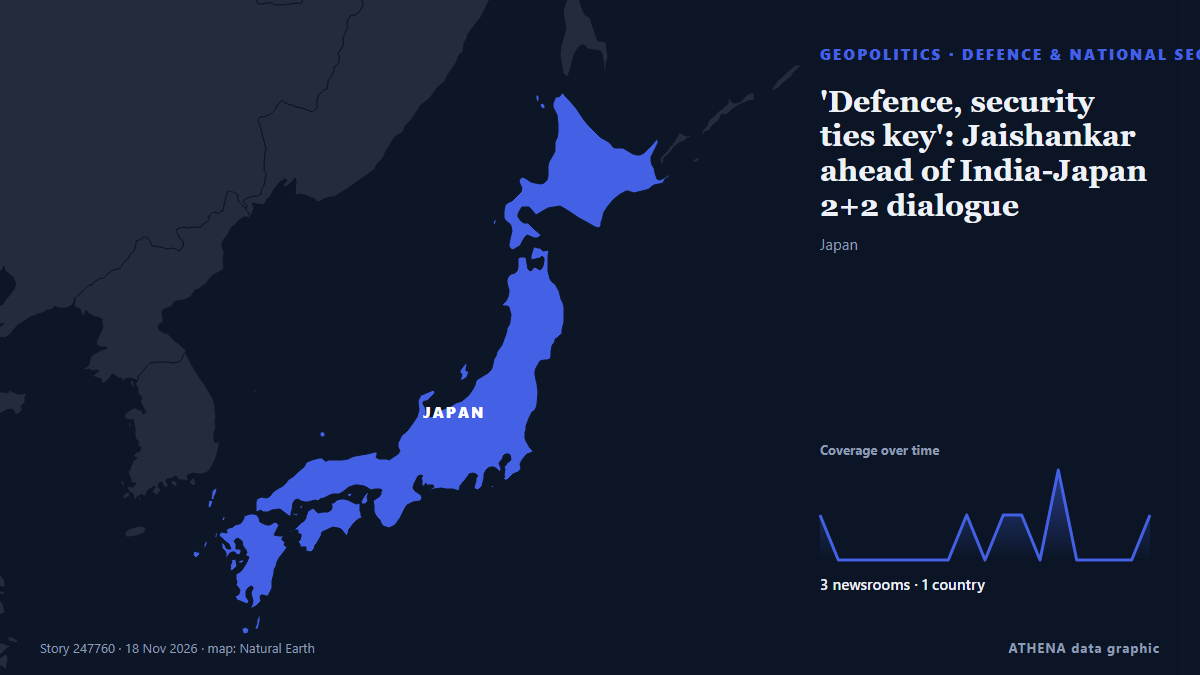 GEOPOLITICS · DEFENCE & NATIONAL
'Defence, security
ties key': Jaishankar
ahead of India-Japan
2+2 dialogue
Japan
JAPAN
Coverage over time
3 newsrooms · 1 country
Story 247760 · 18 Nov 2026 · map: Natural Earth
ATHENA data graphic